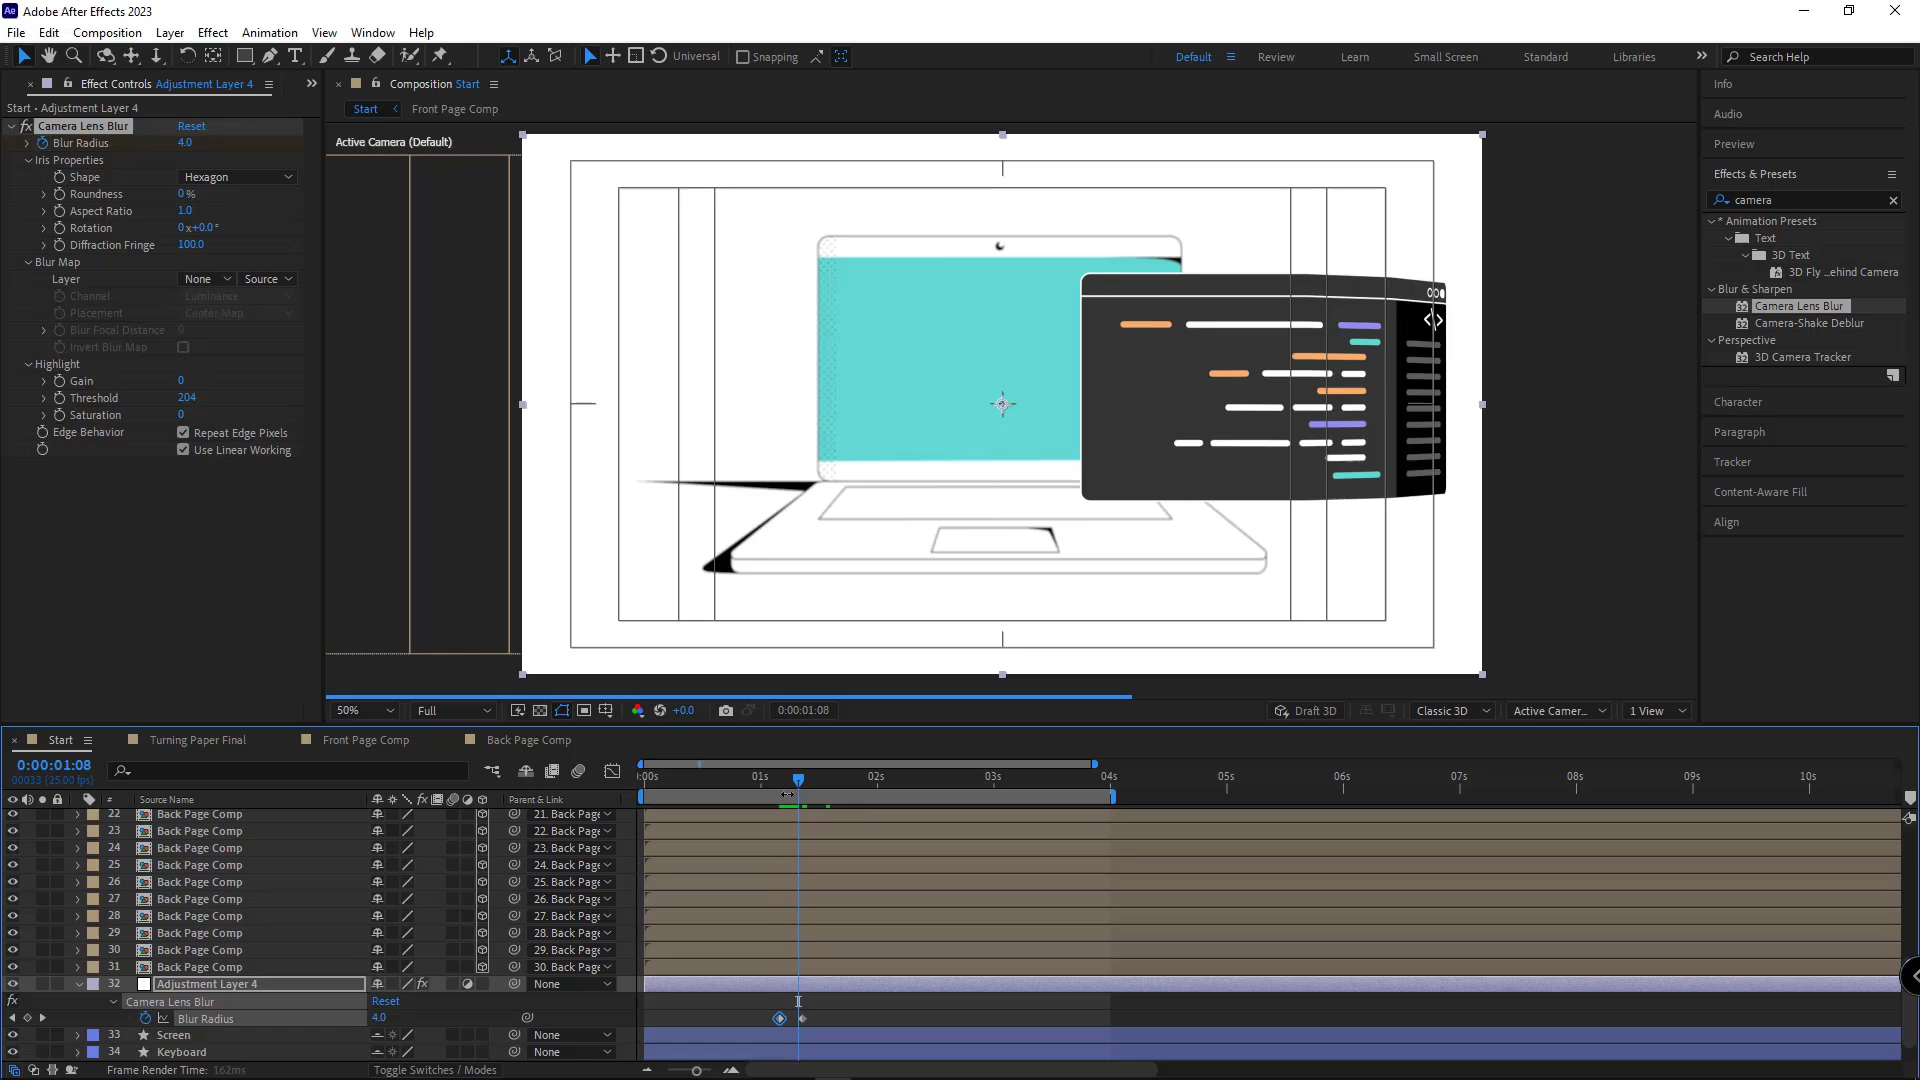 Ae Adobe After Effects 2023
File Edit Composition Layer Effect Animation View Window Help
Universal Snapping Default Review Learn Small Screen Standard Libraries Search Help
Effect Controls Adjustment Layer 4
Composition Start
Start • Adjustment Layer 4
Start Front Page Comp
fx Camera Lens Blur Reset
Blur Radius 4.0
Iris Properties
Shape Hexagon
Roundness 0 %
Aspect Ratio 1.0
Rotation 0x+0.0°
Diffraction Fringe 100.0
Blur Map
Layer None Source
Channel Luminance
Placement Center Map
Blur Focal Distance 0
Invert Blur Map
Highlight
Gain 0
Threshold 204
Saturation 0
Edge Behavior Repeat Edge Pixels
Use Linear Working
Active Camera (Default)
Info
Audio
Preview
Effects & Presets
camera
* Animation Presets
Text
3D Text
3D Fly ...ehind Camera
Blur & Sharpen
Camera Lens Blur
Camera-Shake Deblur
Perspective
3D Camera Tracker
Character
Paragraph
Tracker
Content-Aware Fill
Align
50% Full +0.0 0:00:01:08 Draft 3D Classic 3D Active Camer... 1 View
Start Turning Paper Final Front Page Comp Back Page Comp
0:00:01:08
00033 (25.00 fps)
:00s 01s 02s 03s 04s 05s 06s 07s 08s 09s 10s
# Source Name fx Parent & Link
22 Back Page Comp 21. Back Page
23 Back Page Comp 22. Back Page
24 Back Page Comp 23. Back Page
25 Back Page Comp 24. Back Page
26 Back Page Comp 25. Back Page
27 Back Page Comp 26. Back Page
28 Back Page Comp 27. Back Page
29 Back Page Comp 28. Back Page
30 Back Page Comp 29. Back Page
31 Back Page Comp 30. Back Page
32 Adjustment Layer 4 fx None
fx Camera Lens Blur Reset
Blur Radius 4.0
33 Screen None
34 Keyboard None
Frame Render Time: 162ms Toggle Switches / Modes